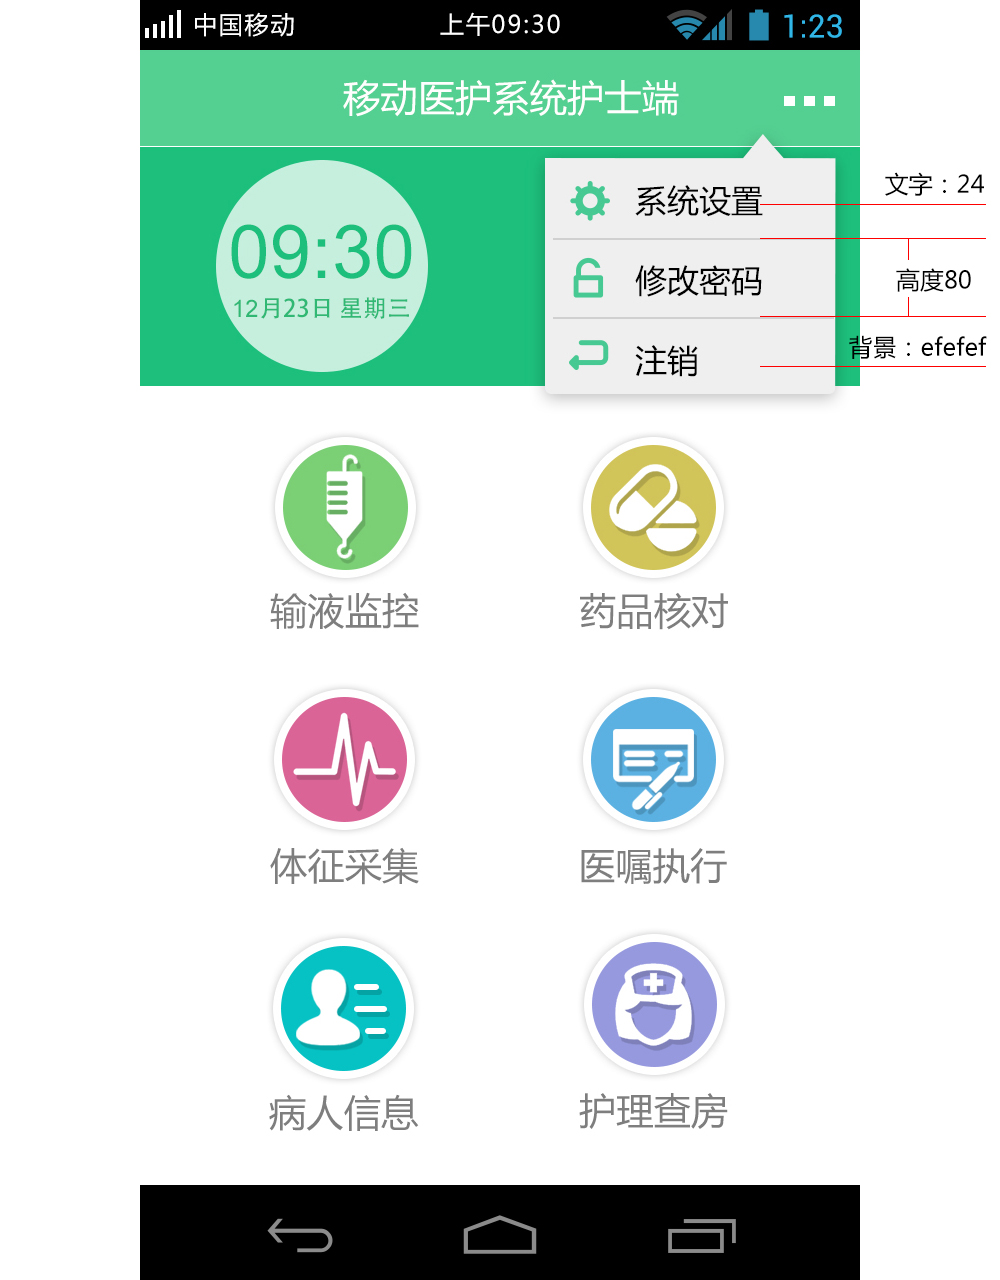 中国移动 上午09:30 1:23
移动医护系统护士端
系统设置
文字：24
09:30
12月23日 星期三
修改密码
高度80
注销
背景：efefef
输液监控 药品核对
体征采集 医嘱执行
病人信息 护理查房